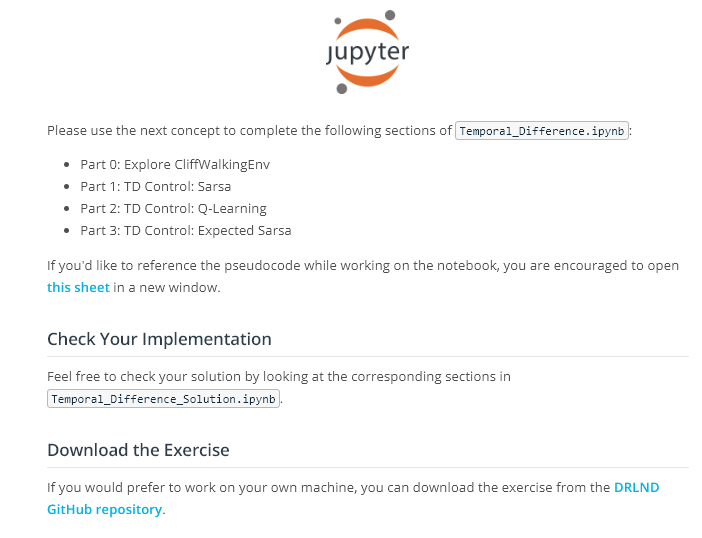 jupyter
Please use the next concept to complete the following sections of Temporal_Difference.ipynb:
Part 0: Explore CliffWalkingEnv
Part 1: TD Control: Sarsa
Part 2: TD Control: Q-Learning
Part 3: TD Control: Expected Sarsa
If you'd like to reference the pseudocode while working on the notebook, you are encouraged to open
this sheet in a new window.
Check Your Implementation
Feel free to check your solution by looking at the corresponding sections in
Temporal_Difference_Solution.ipynb.
Download the Exercise
If you would prefer to work on your own machine, you can download the exercise from the DRLND
GitHub repository.